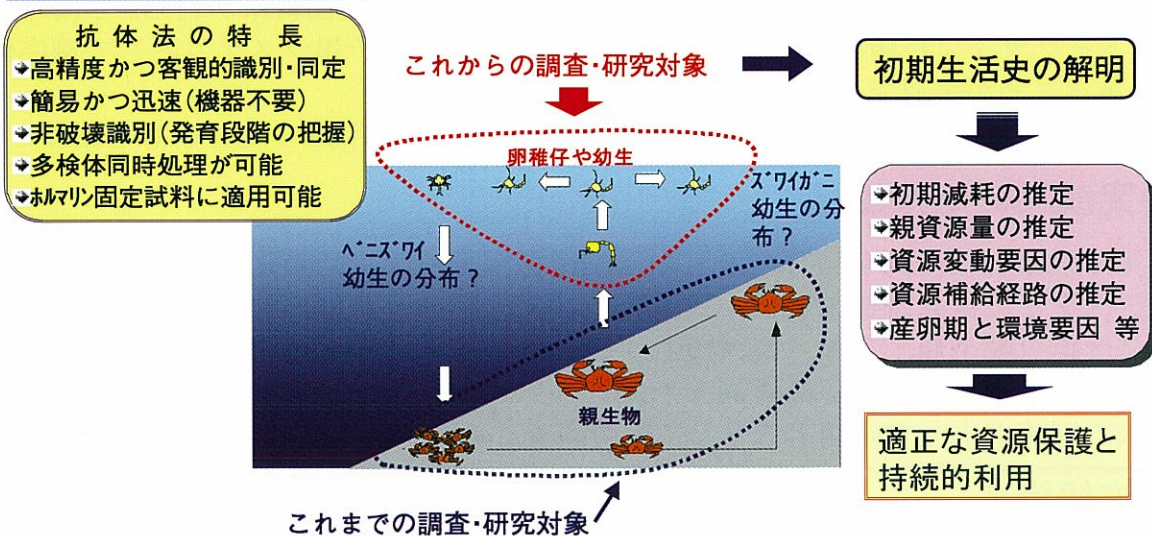 抗体法の特長
高精度かつ客観的識別・同定
簡易かつ迅速(機器不要)
非破壊識別(発育段階の把握)
多検体同時処理が可能
ホルマリン固定試料に適用可能
これからの調査・研究対象
卵稚仔や幼生
ズワイガニ
幼生の分
布？
ベニズワイ
幼生の分布？
親生物
これまでの調査・研究対象
初期生活史の解明
初期減耗の推定
親資源量の推定
資源変動要因の推定
資源補給経路の推定
産卵期と環境要因 等
適正な資源保護と
持続的利用